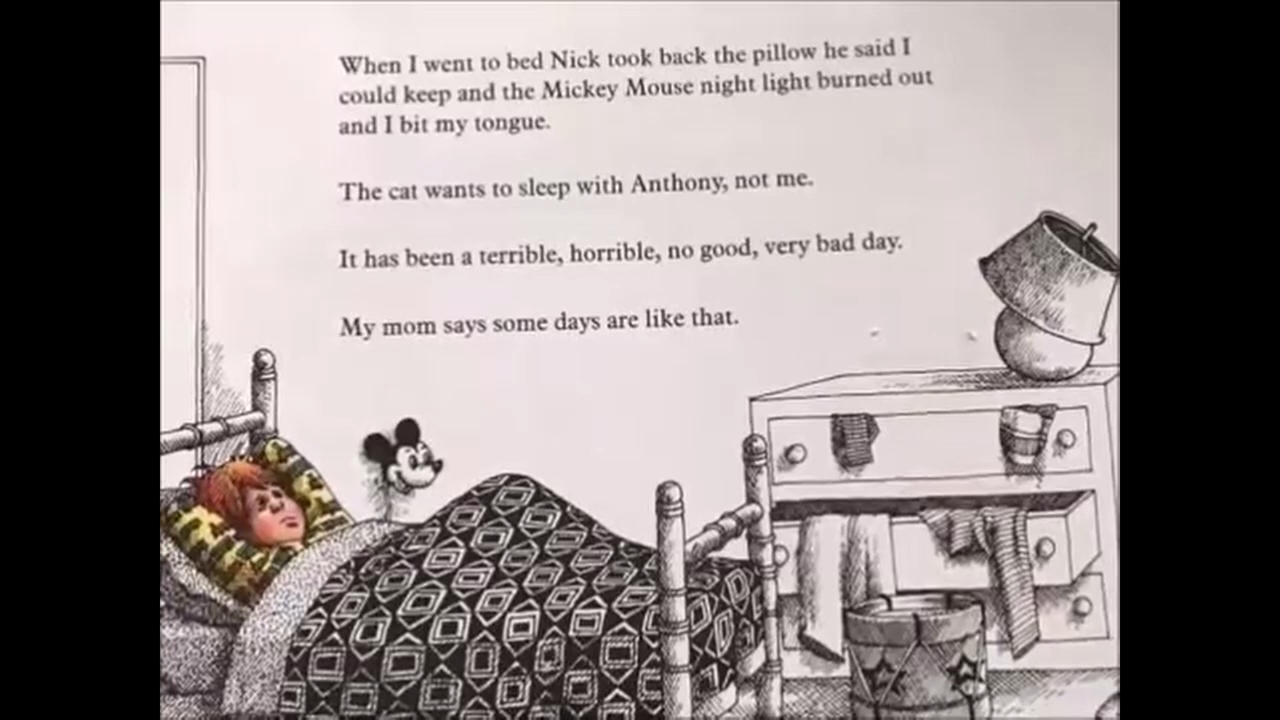 When I went to bed Nick took back the pillow he said I
could keep and the Mickey Mouse night light burned out
and I bit my tongue.
The cat wants to sleep with Anthony, not me.
It has been a terrible, horrible, no good, very bad day.
My mom says some days are like that.